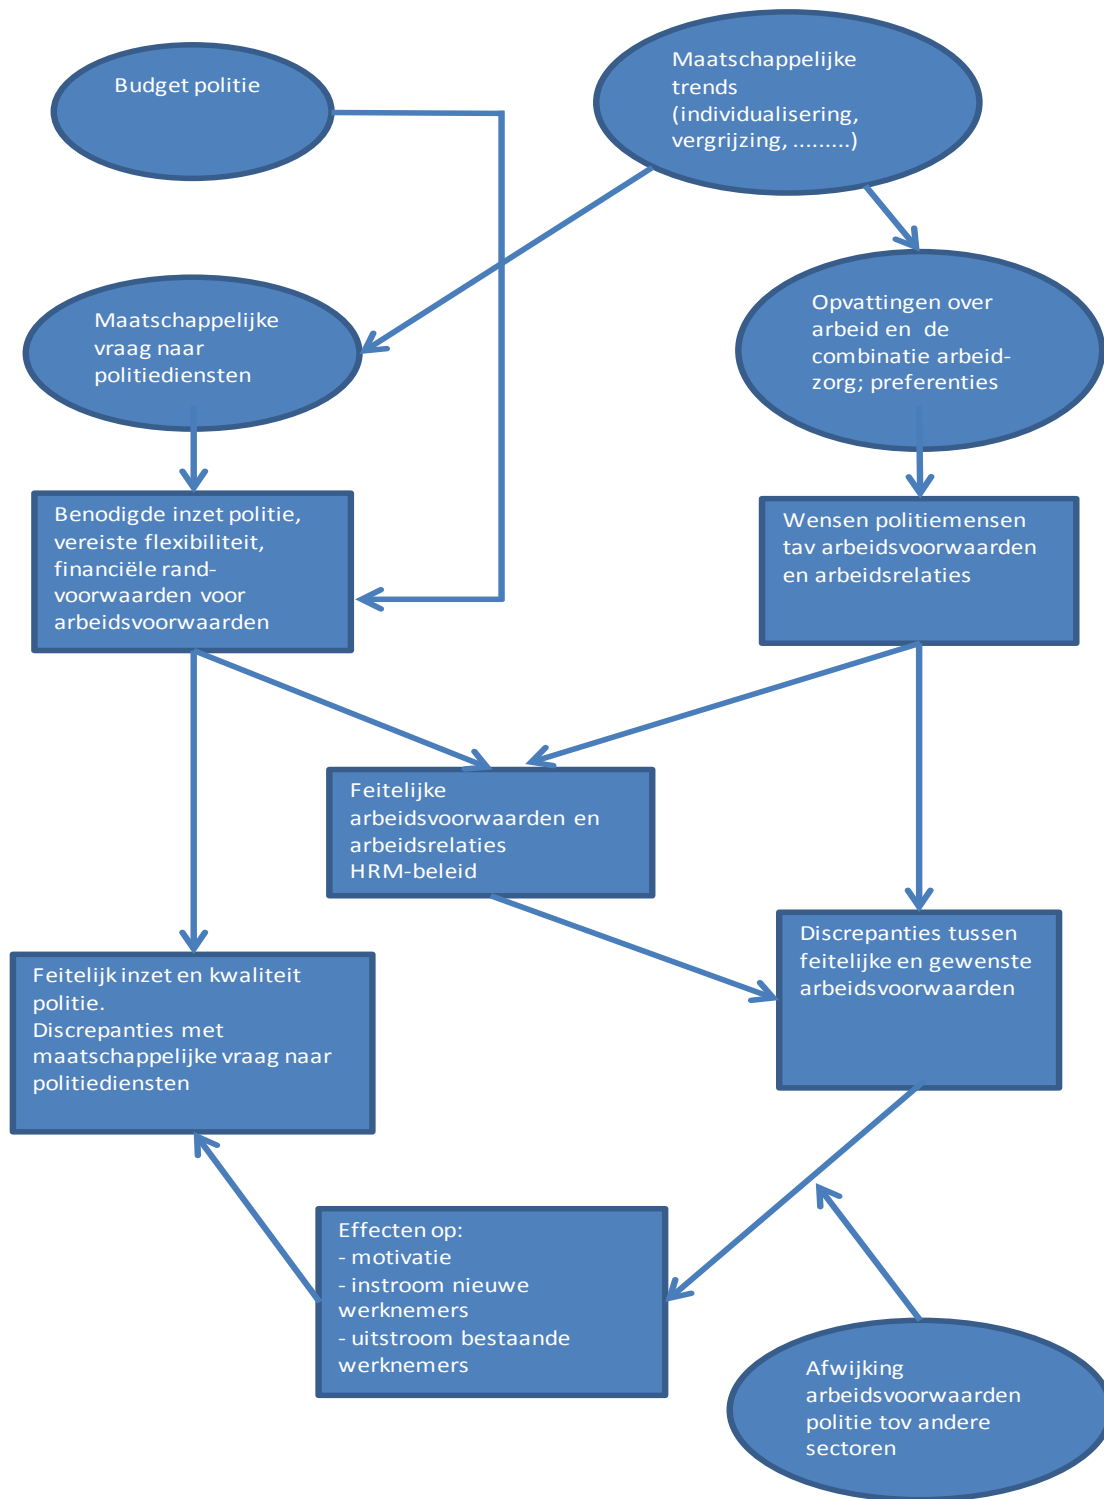 Budget politie
Maatschappelijke
trends
(individualisering,
vergrijzing, .........)
Maatschappelijke
vraag naar
politiediensten
Opvattingen over
arbeid en de
combinatie arbeid-
zorg; preferenties
Benodigde inzet politie,
vereiste flexibiliteit,
financiële rand-
voorwaarden voor
arbeidsvoorwaarden
Wensen politiemensen
tav arbeidsvoorwaarden
en arbeidsrelaties
Feitelijke
arbeidsvoorwaarden en
arbeidsrelaties
HRM-beleid
Discrepanties tussen
feitelijke en gewenste
arbeidsvoorwaarden
Feitelijk inzet en kwaliteit
politie.
Discrepanties met
maatschappelijke vraag naar
politiediensten
Effecten op:
- motivatie
- instroom nieuwe
werknemers
- uitstroom bestaande
werknemers
Afwijking
arbeidsvoorwaarden
politie tov andere
sectoren